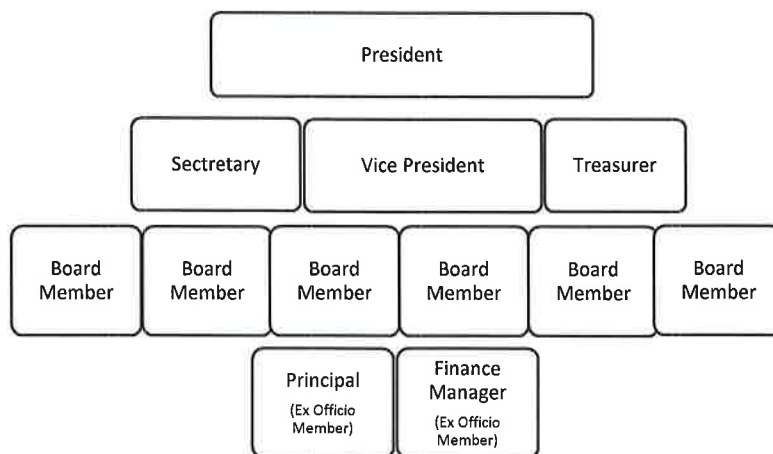 President
Sectretary
Vice President
Treasurer
Board
Member
Board
Member
Board
Member
Board
Member
Board
Member
Board
Member
Principal
(Ex Officio
Member)
Finance
Manager
(Ex Officio
Member)